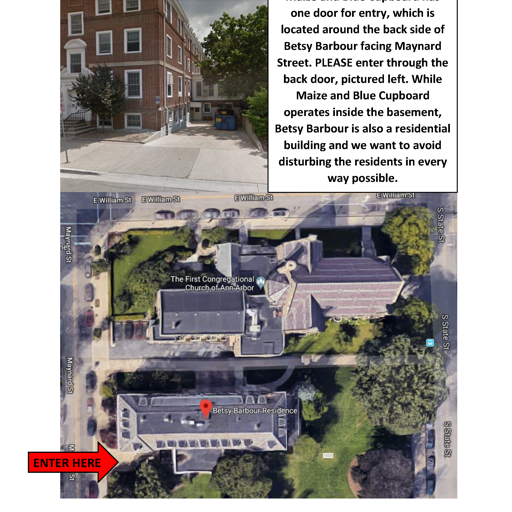 one door for entry, which is
located around the back side of
Betsy Barbour facing Maynard
Street. PLEASE enter through the
back door, pictured left. While
Maize and Blue Cupboard
operates inside the basement,
Betsy Barbour is also a residential
building and we want to avoid
disturbing the residents in every
way possible.
E William St E William St E William St E William St
Maynard St
S State St
The First Congregational
Church of Ann Arbor
S State St
Maynard St
Betsy Barbour Residence
S State St
ENTER HERE
St